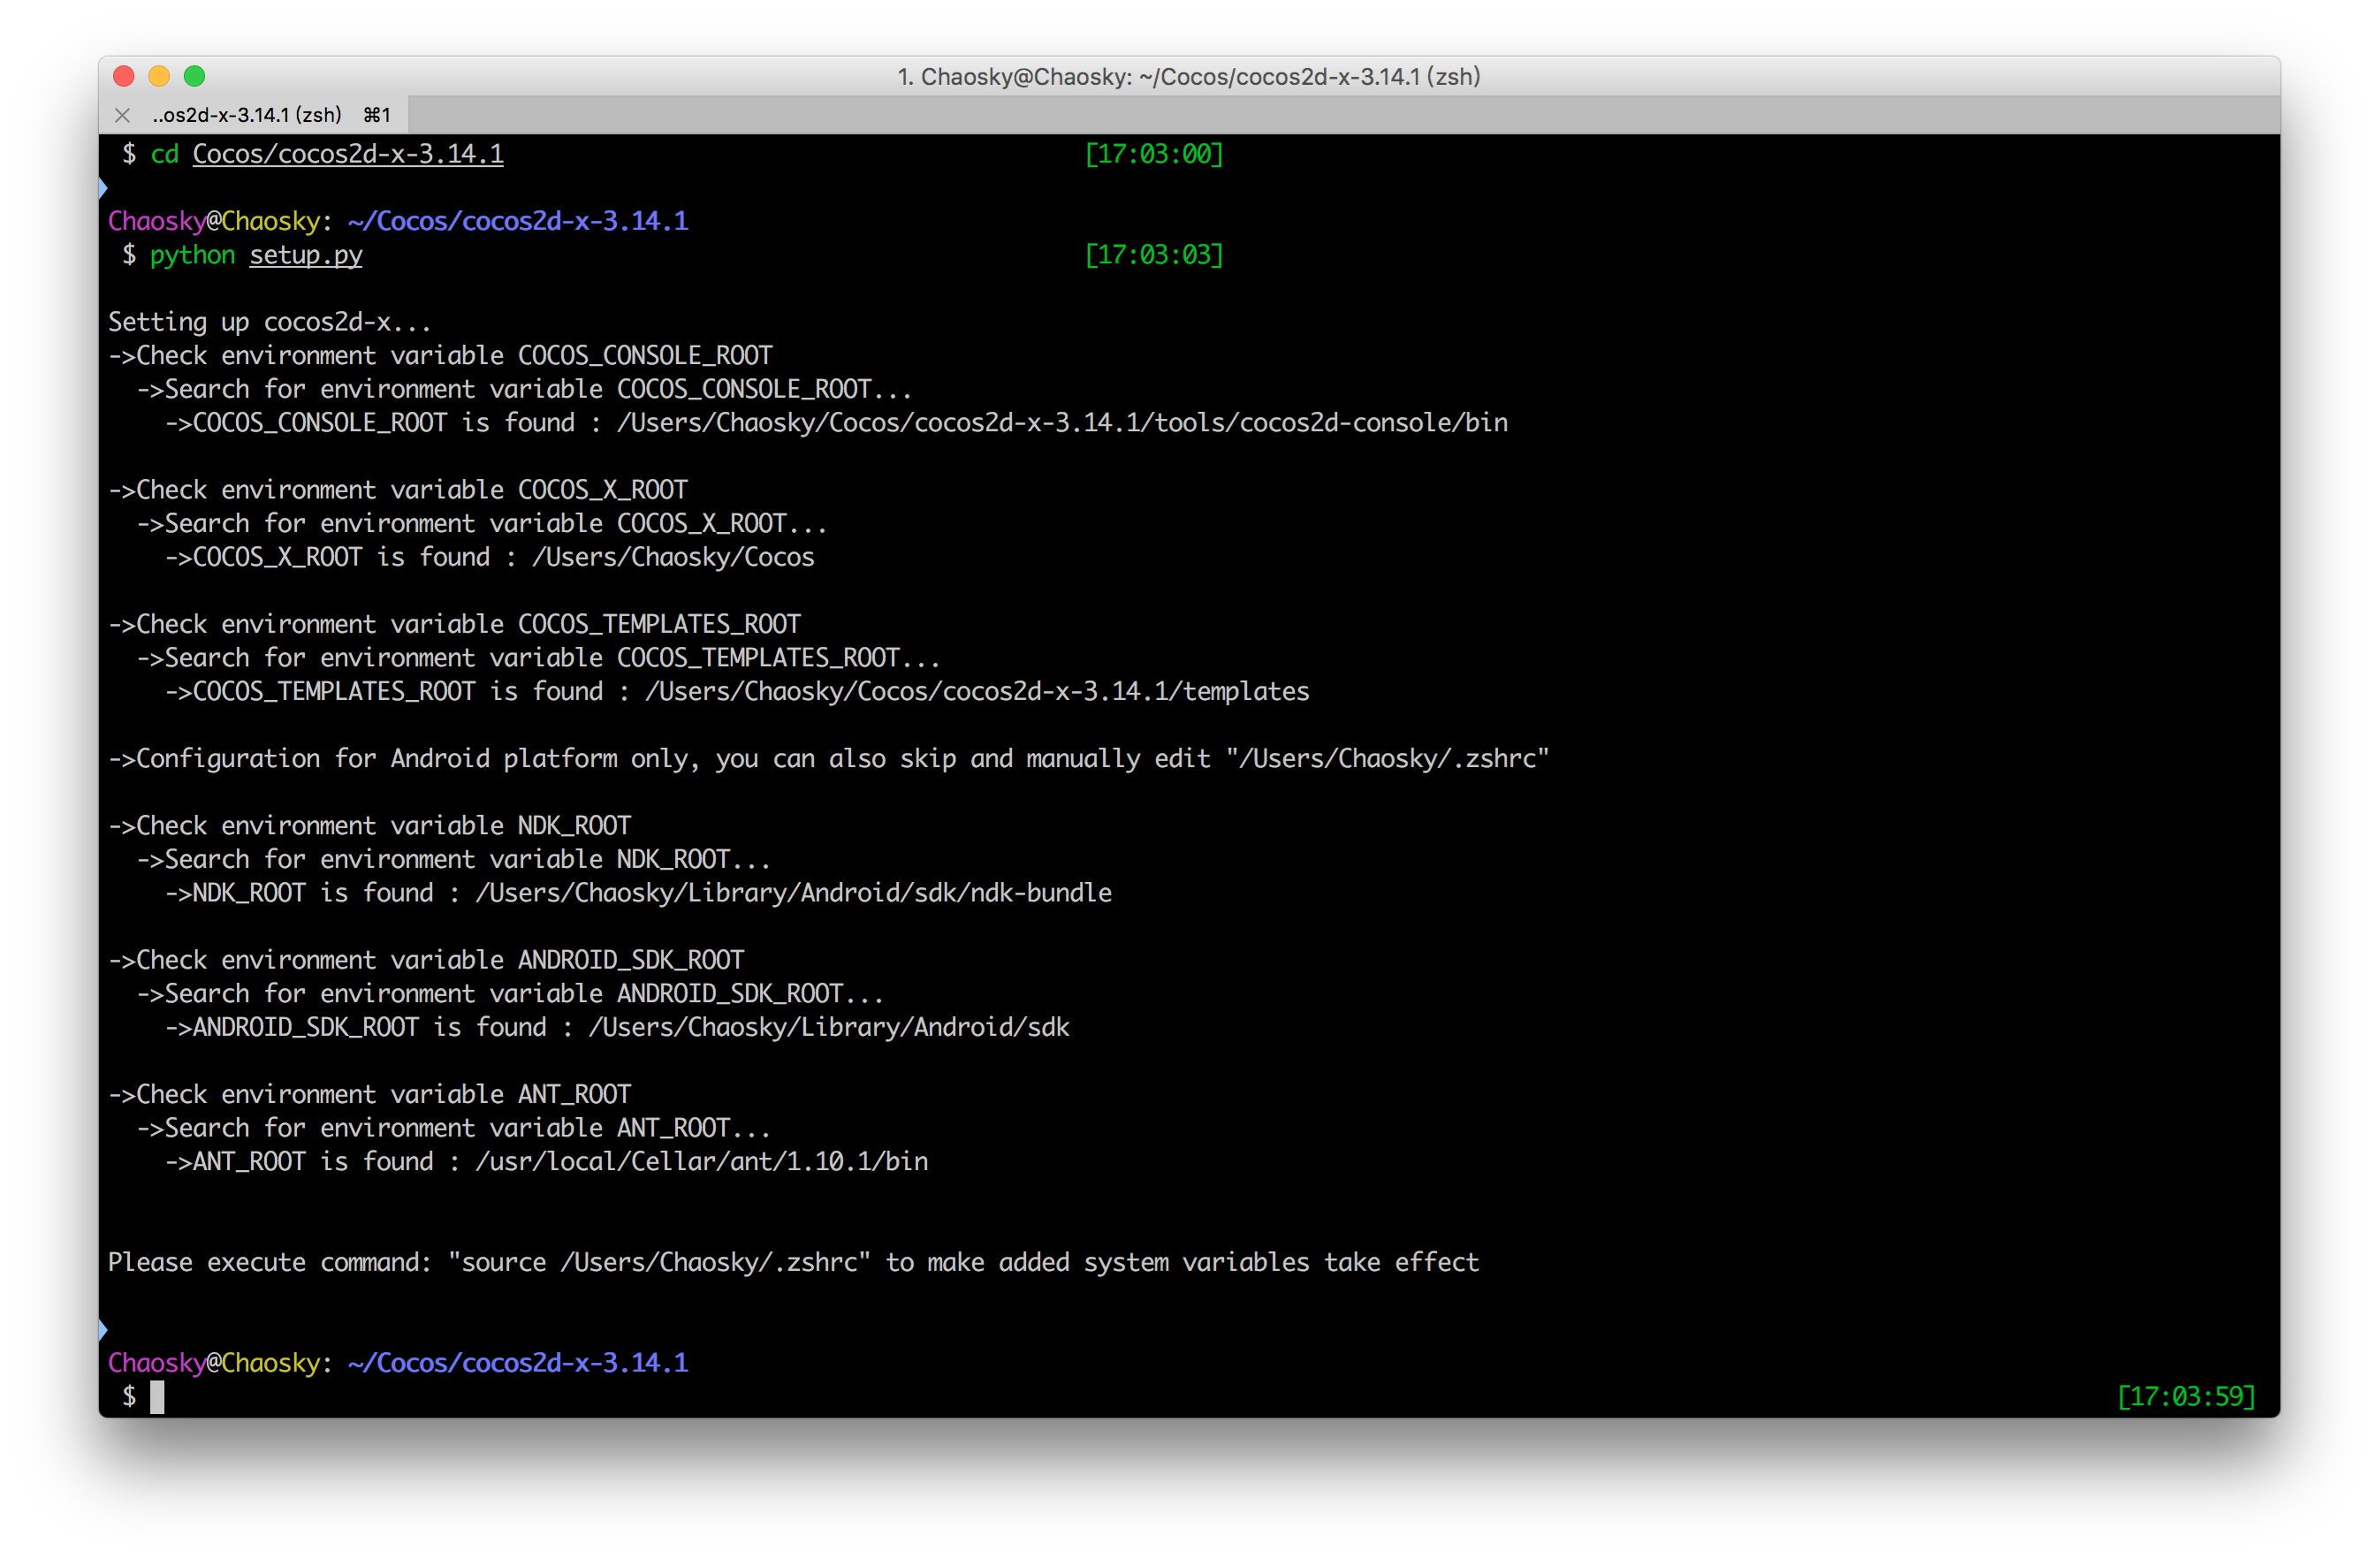 1. Chaosky@Chaosky: ~/Cocos/cocos2d-x-3.14.1 (zsh)
..os2d-x-3.14.1 (zsh) ⌘1
$ cd Cocos/cocos2d-x-3.14.1 [17:03:00]
Chaosky@Chaosky: ~/Cocos/cocos2d-x-3.14.1
$ python setup.py [17:03:03]
Setting up cocos2d-x...
->Check environment variable COCOS_CONSOLE_ROOT
->Search for environment variable COCOS_CONSOLE_ROOT...
->COCOS_CONSOLE_ROOT is found : /Users/Chaosky/Cocos/cocos2d-x-3.14.1/tools/cocos2d-console/bin
->Check environment variable COCOS_X_ROOT
->Search for environment variable COCOS_X_ROOT...
->COCOS_X_ROOT is found : /Users/Chaosky/Cocos
->Check environment variable COCOS_TEMPLATES_ROOT
->Search for environment variable COCOS_TEMPLATES_ROOT...
->COCOS_TEMPLATES_ROOT is found : /Users/Chaosky/Cocos/cocos2d-x-3.14.1/templates
->Configuration for Android platform only, you can also skip and manually edit "/Users/Chaosky/.zshrc"
->Check environment variable NDK_ROOT
->Search for environment variable NDK_ROOT...
->NDK_ROOT is found : /Users/Chaosky/Library/Android/sdk/ndk-bundle
->Check environment variable ANDROID_SDK_ROOT
->Search for environment variable ANDROID_SDK_ROOT...
->ANDROID_SDK_ROOT is found : /Users/Chaosky/Library/Android/sdk
->Check environment variable ANT_ROOT
->Search for environment variable ANT_ROOT...
->ANT_ROOT is found : /usr/local/Cellar/ant/1.10.1/bin
Please execute command: "source /Users/Chaosky/.zshrc" to make added system variables take effect
Chaosky@Chaosky: ~/Cocos/cocos2d-x-3.14.1
$ [17:03:59]